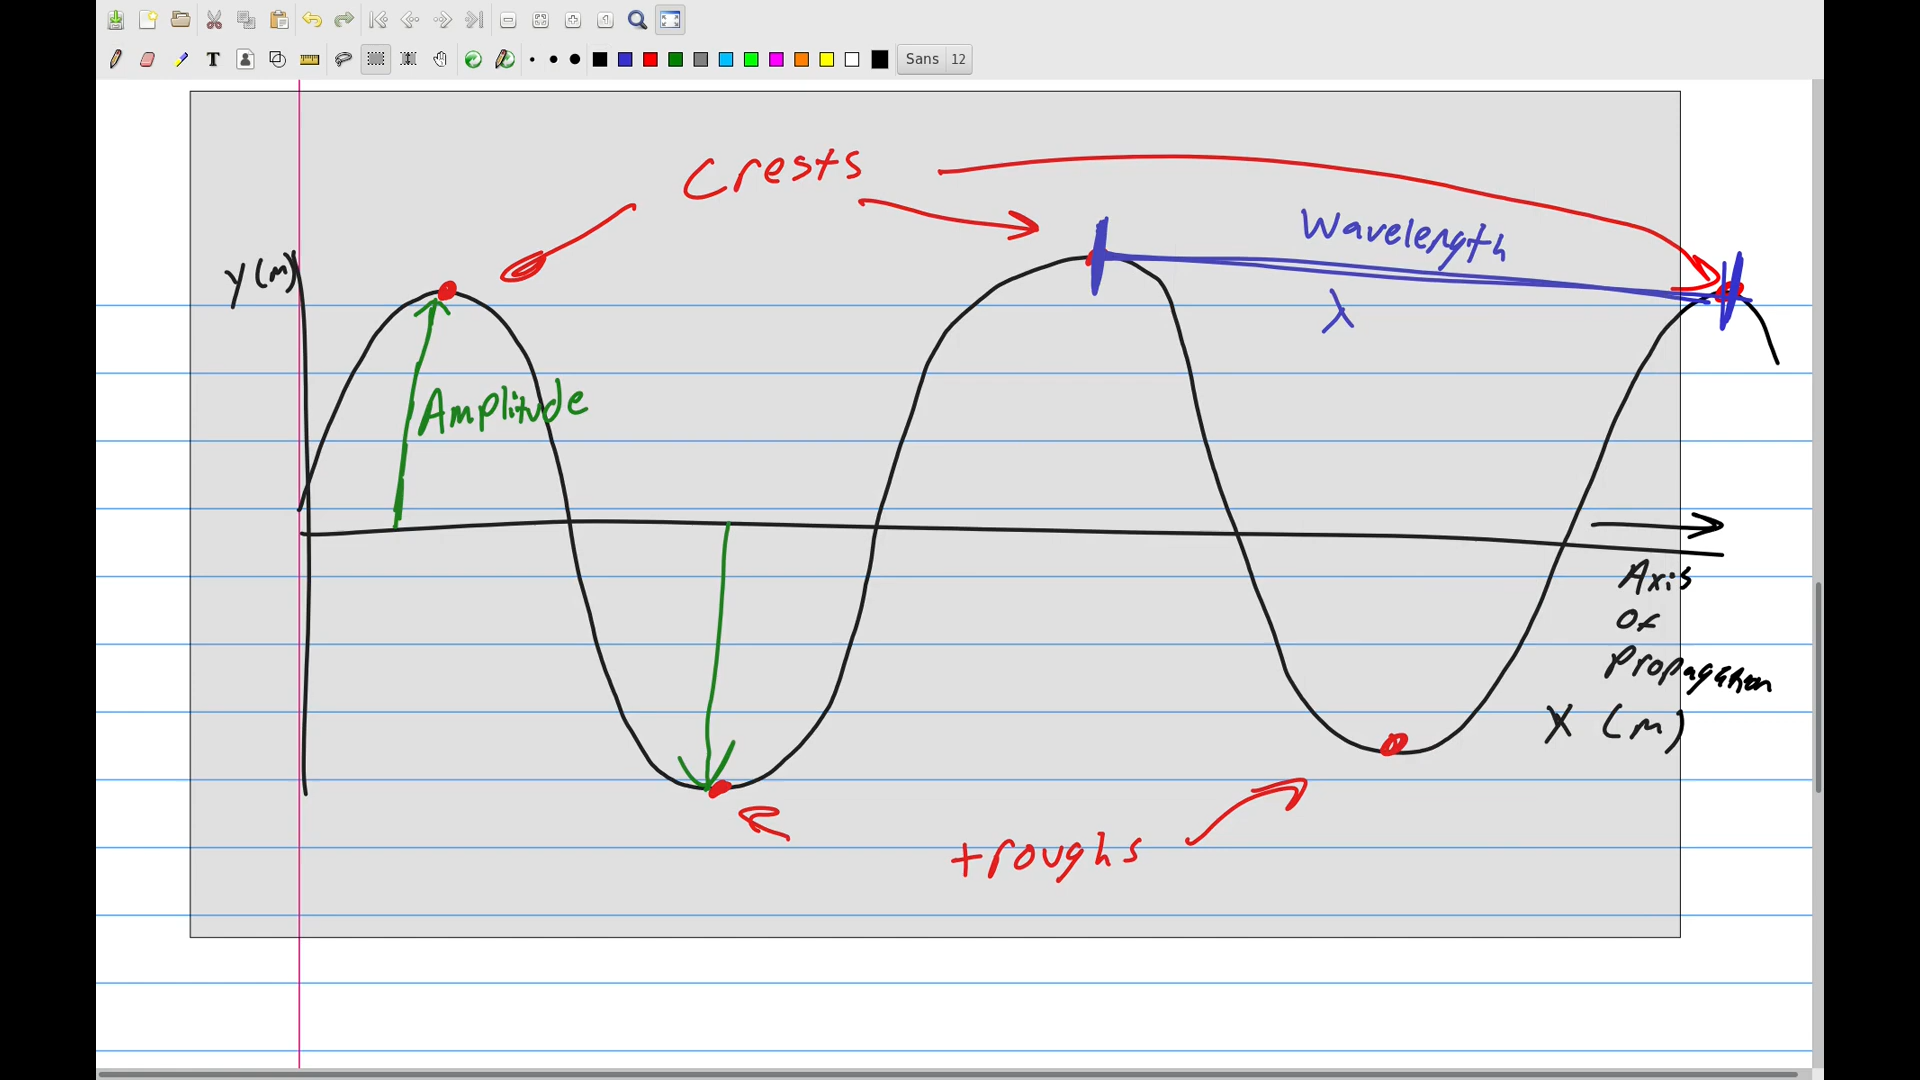 Sans 12
Crests
Wavelength
y(m)
λ
Amplitude
Axis
of
Propagation
X (m)
troughs